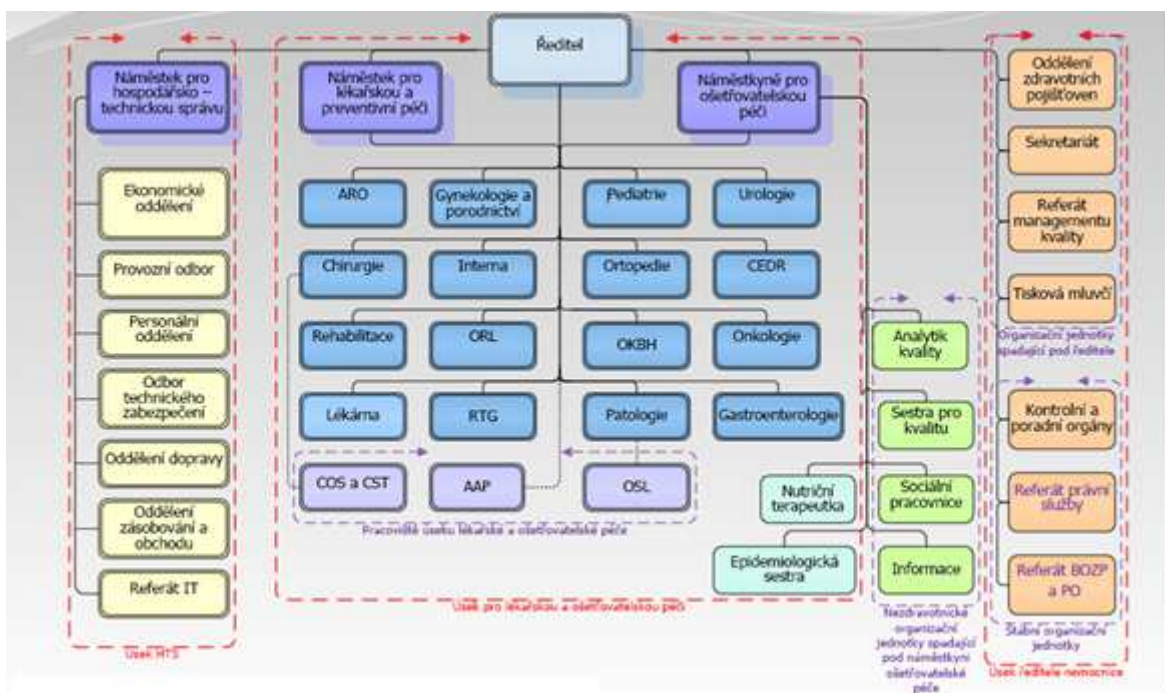 Ředitel
Náměstek pro
hospodářsko –
technickou správu
Náměstek pro
lékařskou a
preventivní péči
Náměstkyně pro
ošetřovatelskou
péči
Oddělení
zdravotních
pojišťoven
Sekretariát
Referát
managementu
kvality
Tisková mluvčí
Organizační jednotky
spadající pod ředitele
Ekonomické
oddělení
Provozní odbor
Personální
oddělení
Odbor
technického
zabezpečení
Oddělení dopravy
Oddělení
zásobování a
obchodu
Referát IT
Úsek HTS
ARO
Gynekologie a
porodnictví
Pediatrie
Urologie
Chirurgie
Interna
Ortopedie
CEDR
Rehabilitace
ORL
OKBH
Onkologie
Lékárna
RTG
Patologie
Gastroenterologie
COS a CST
AAP
OSL
Pracoviště úseku lékařské a ošetřovatelské péče
Nutriční
terapeutka
Epidemiologická
sestra
Úsek pro lékařskou a ošetřovatelskou péči
Analytik
kvality
Sestra pro
kvalitu
Sociální
pracovnice
Informace
Nezdravotnické
organizační
jednotky spadající
pod náměstkyni
ošetřovatelské
péče
Kontrolní a
poradní orgány
Referát právní
služby
Referát BOZP
a PO
Štábní organizační
jednotky
Úsek ředitele nemocnice